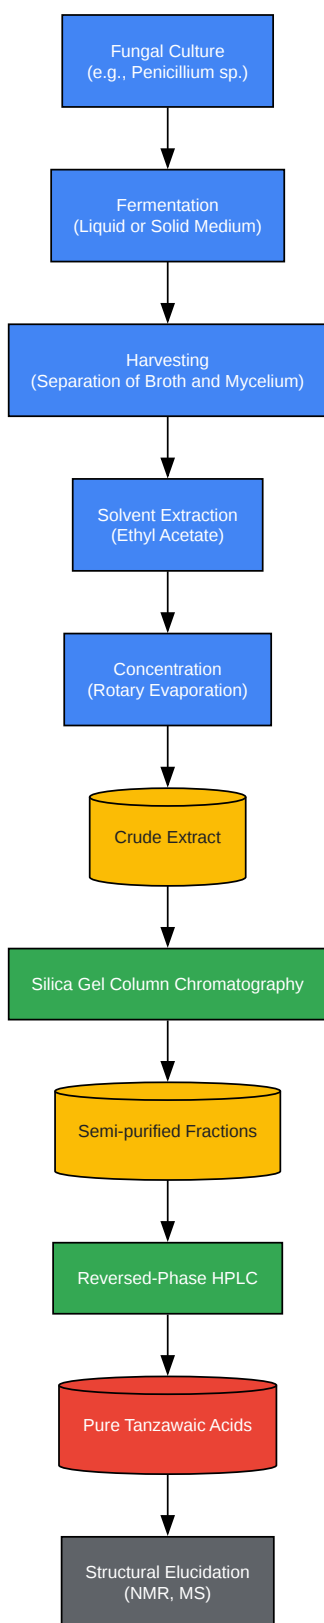 Fungal Culture
(e.g., Penicillium sp.)
Fermentation
(Liquid or Solid Medium)
Harvesting
(Separation of Broth and Mycelium)
Solvent Extraction
(Ethyl Acetate)
Concentration
(Rotary Evaporation)
Crude Extract
Silica Gel Column Chromatography
Semi-purified Fractions
Reversed-Phase HPLC
Pure Tanzawaic Acids
Structural Elucidation
(NMR, MS)